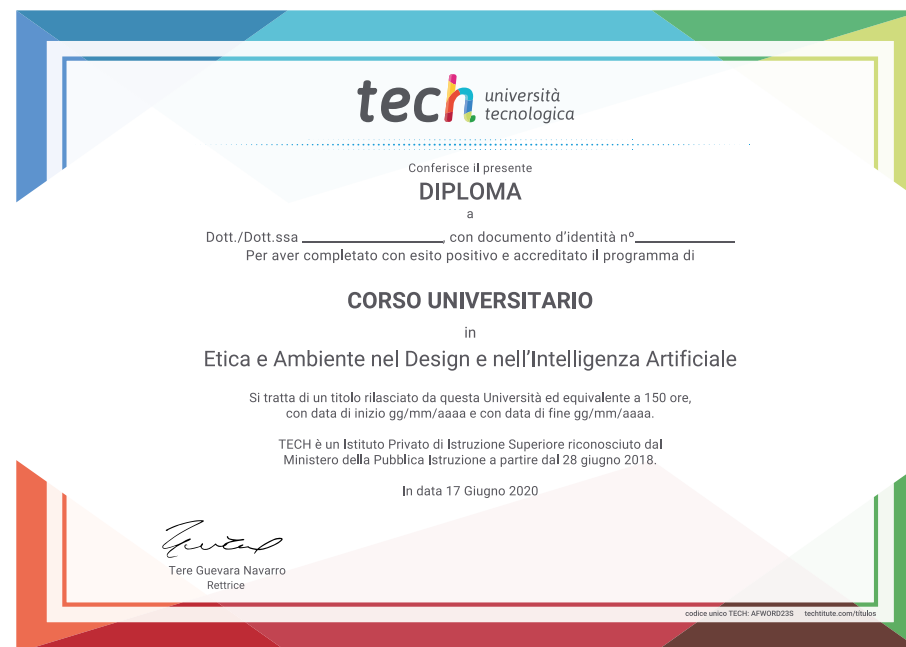 tech università
tecnologica
Conferisce il presente
DIPLOMA
a
Dott./Dott.ssa ____________________, con documento d'identità nº______________
Per aver completato con esito positivo e accreditato il programma di
CORSO UNIVERSITARIO
in
Etica e Ambiente nel Design e nell'Intelligenza Artificiale
Si tratta di un titolo rilasciato da questa Università ed equivalente a 150 ore,
con data di inizio gg/mm/aaaa e con data di fine gg/mm/aaaa.
TECH è un Istituto Privato di Istruzione Superiore riconosciuto dal
Ministero della Pubblica Istruzione a partire dal 28 giugno 2018.
In data 17 Giugno 2020
Tere Guevara Navarro
Rettrice
codice unico TECH: AFWORD23S techtitute.com/titulos